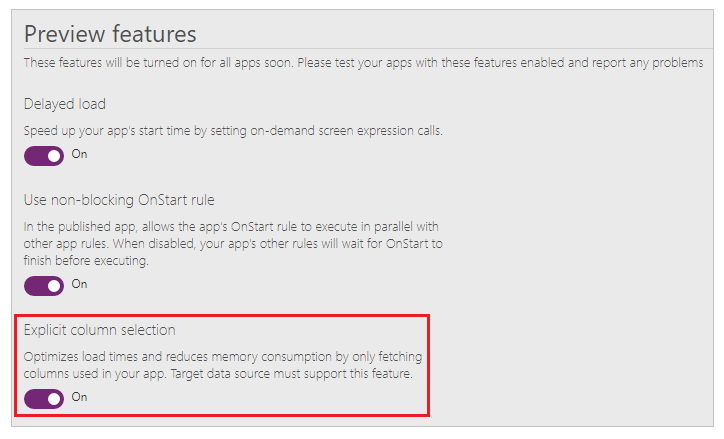 Preview features
These features will be turned on for all apps soon. Please test your apps with these features enabled and report any problems
Delayed load
Speed up your app's start time by setting on-demand screen expression calls.
On
Use non-blocking OnStart rule
In the published app, allows the app's OnStart rule to execute in parallel with
other app rules. When disabled, your app's other rules will wait for OnStart to
finish before executing.
On
Explicit column selection
Optimizes load times and reduces memory consumption by only fetching
columns used in your app. Target data source must support this feature.
On